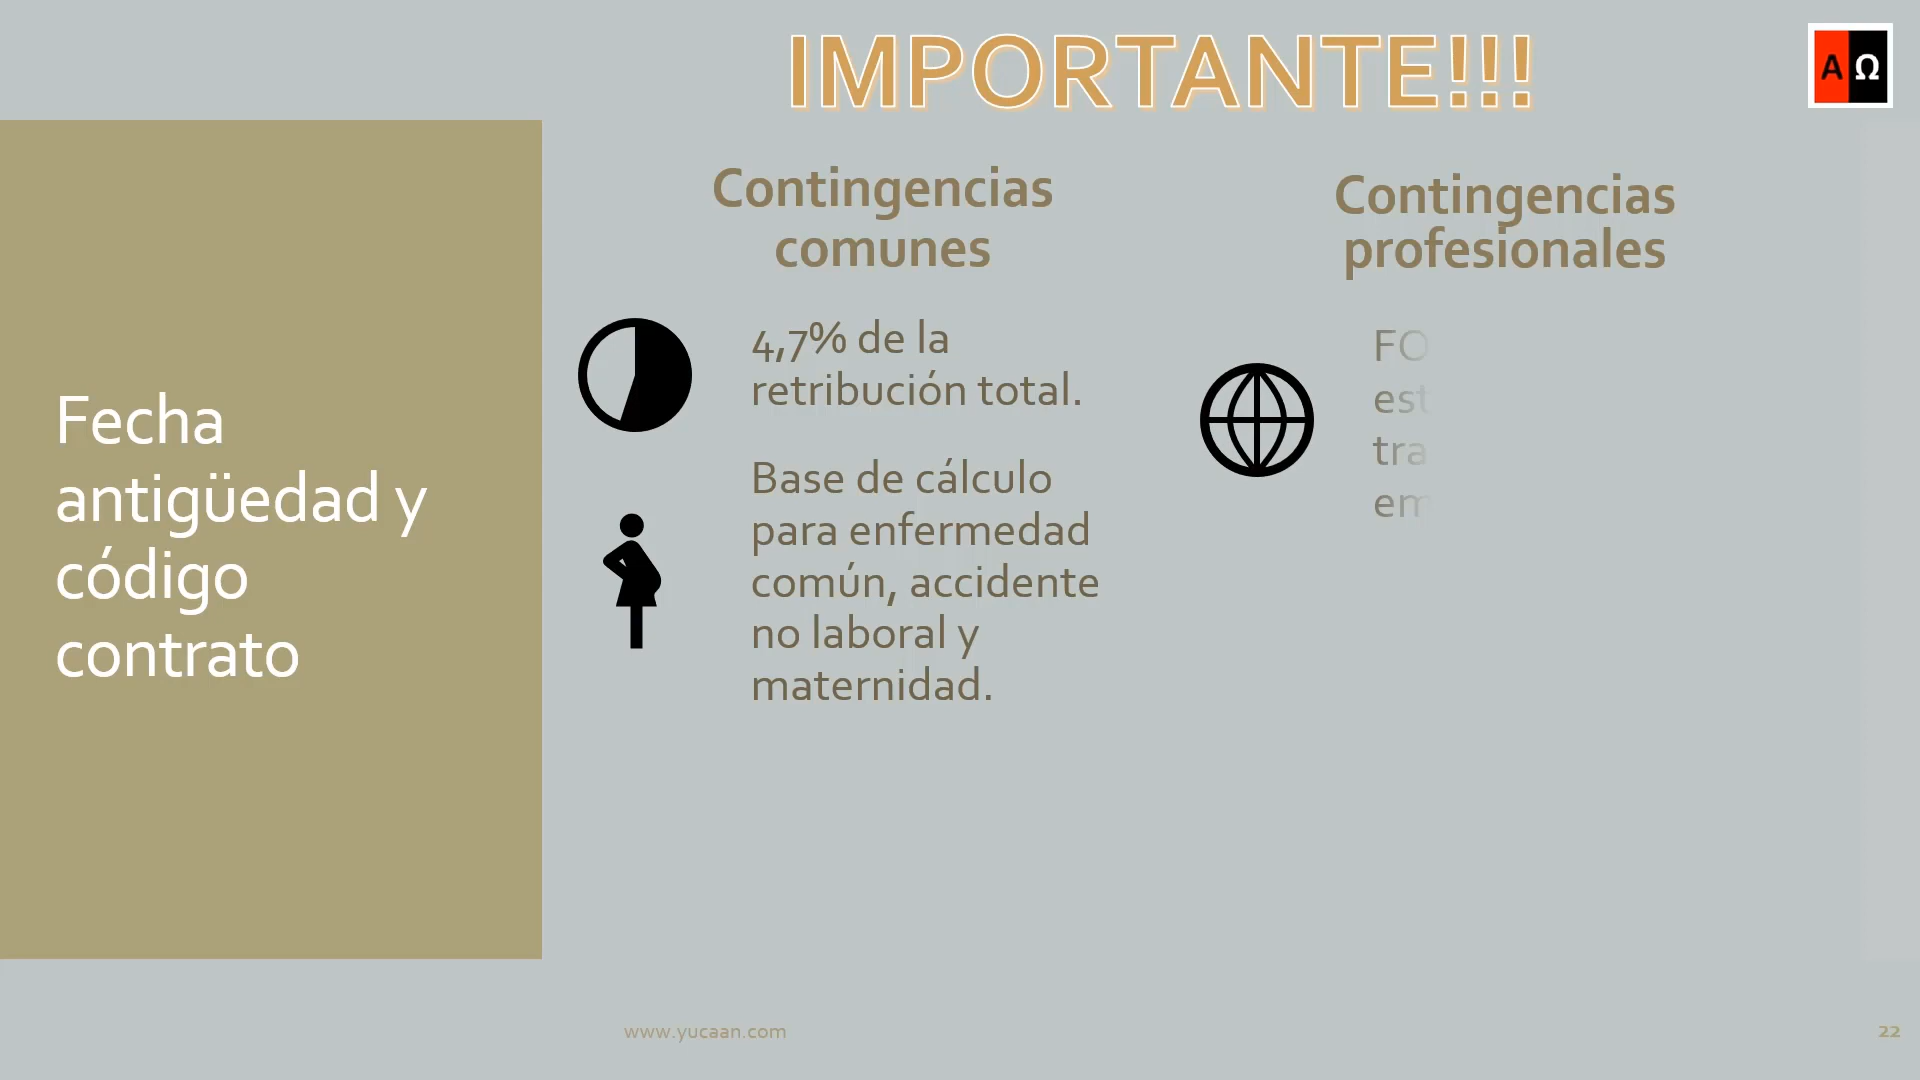 IMPORTANTE!!!
A Ω
Fecha
antigüedad y
código
contrato
Contingencias
comunes
4,7% de la
retribución total.
Base de cálculo
para enfermedad
común, accidente
no laboral y
maternidad.
Contingencias
profesionales
www.yucaan.com
22